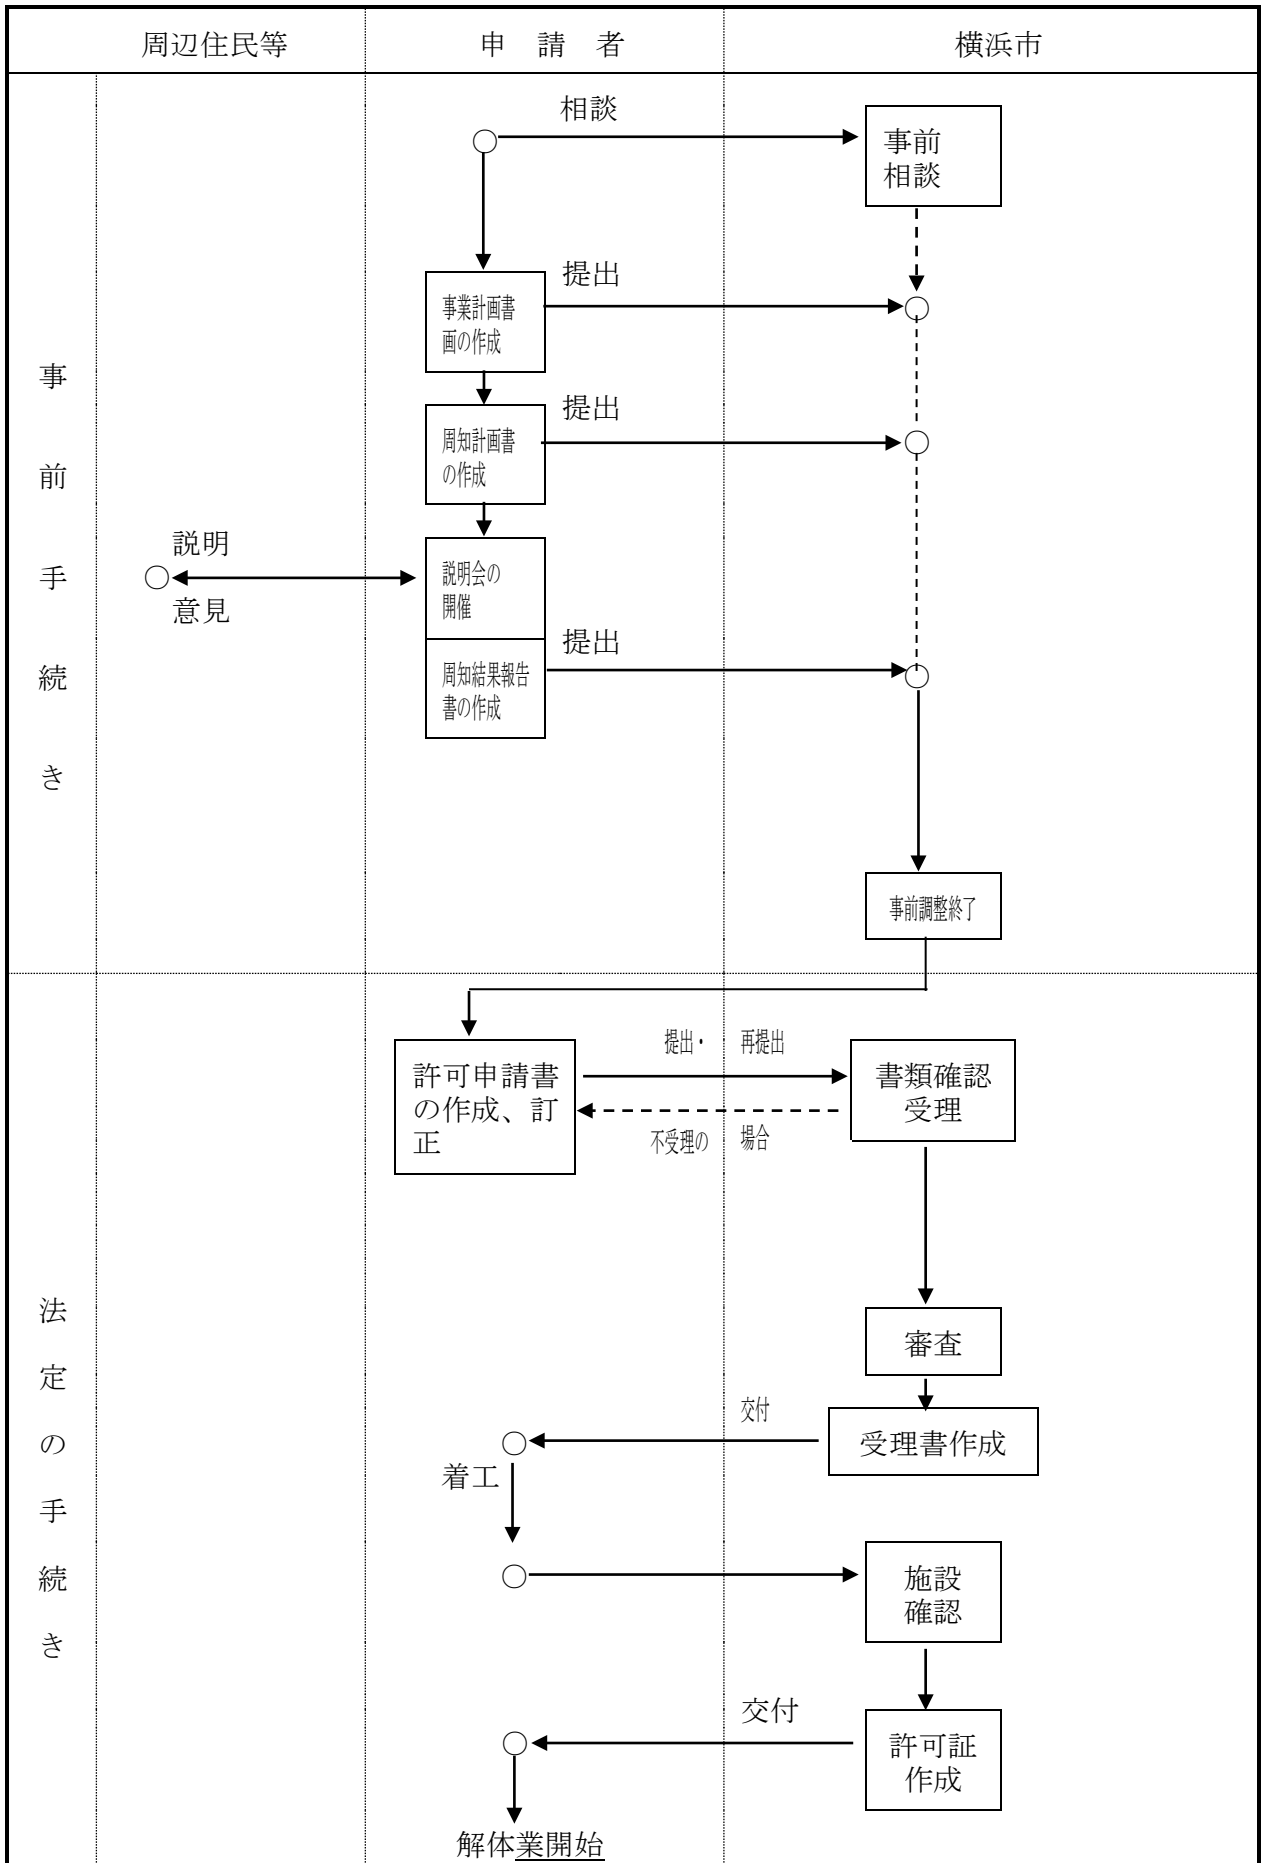 周辺住民等
申　請　者
横浜市
事前手続き
相談
事前
相談
提出
事業計画書
画の作成
提出
周知計画書
の作成
説明
意見
説明会の
開催
提出
周知結果報告
書の作成
事前調整終了
法定の手続き
提出・再提出
許可申請書
の作成、訂
正
書類確認
受理
不受理の場合
審査
交付
受理書作成
着工
施設
確認
交付
許可証
作成
解体業開始